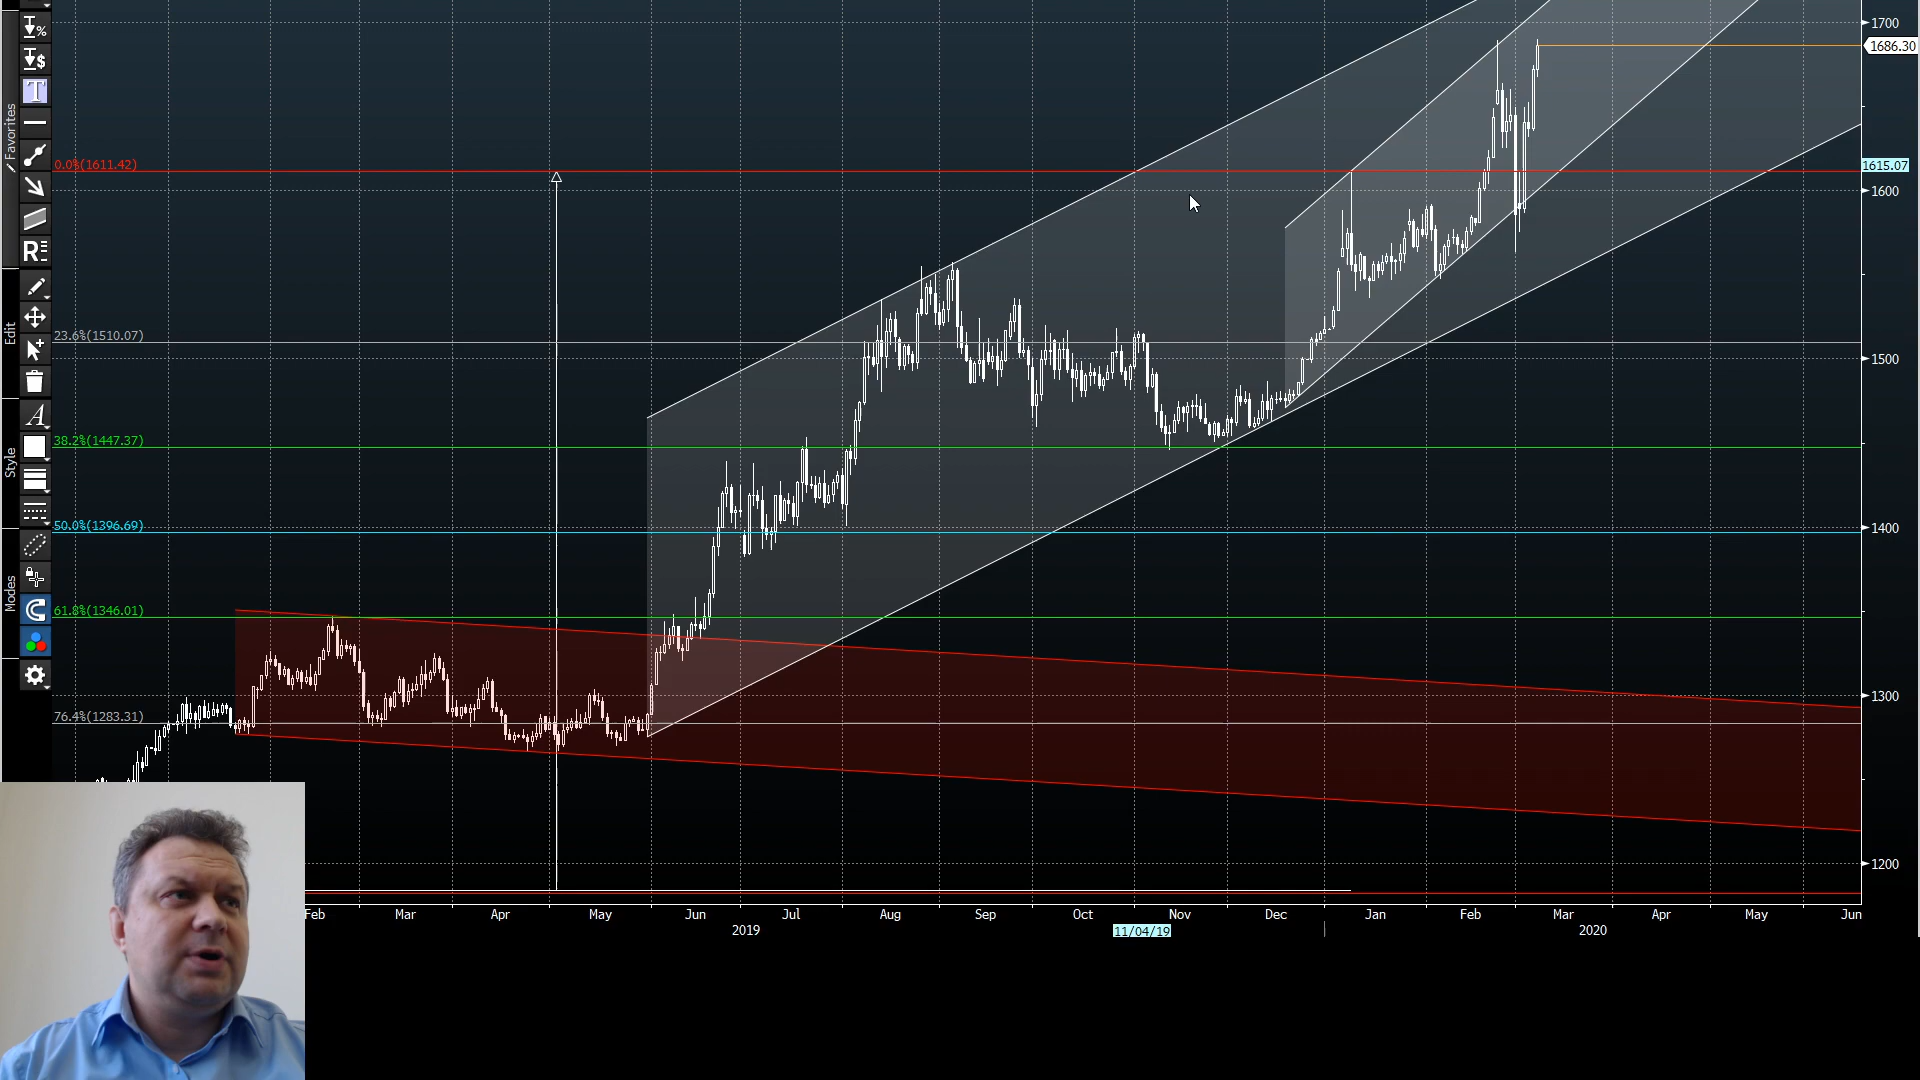 %
$
T
R
A
Favorites
Edit
Style
Modes
0.0%(1611.42)
23.6%(1510.07)
38.2%(1447.37)
50.0%(1396.69)
61.8%(1346.01)
76.4%(1283.31)
1700
1686.30
1615.07
1600
1500
1400
1300
1200
Feb Mar Apr May Jun Jul Aug Sep Oct Nov Dec Jan Feb Mar Apr May Jun
2019 11/04/19 2020